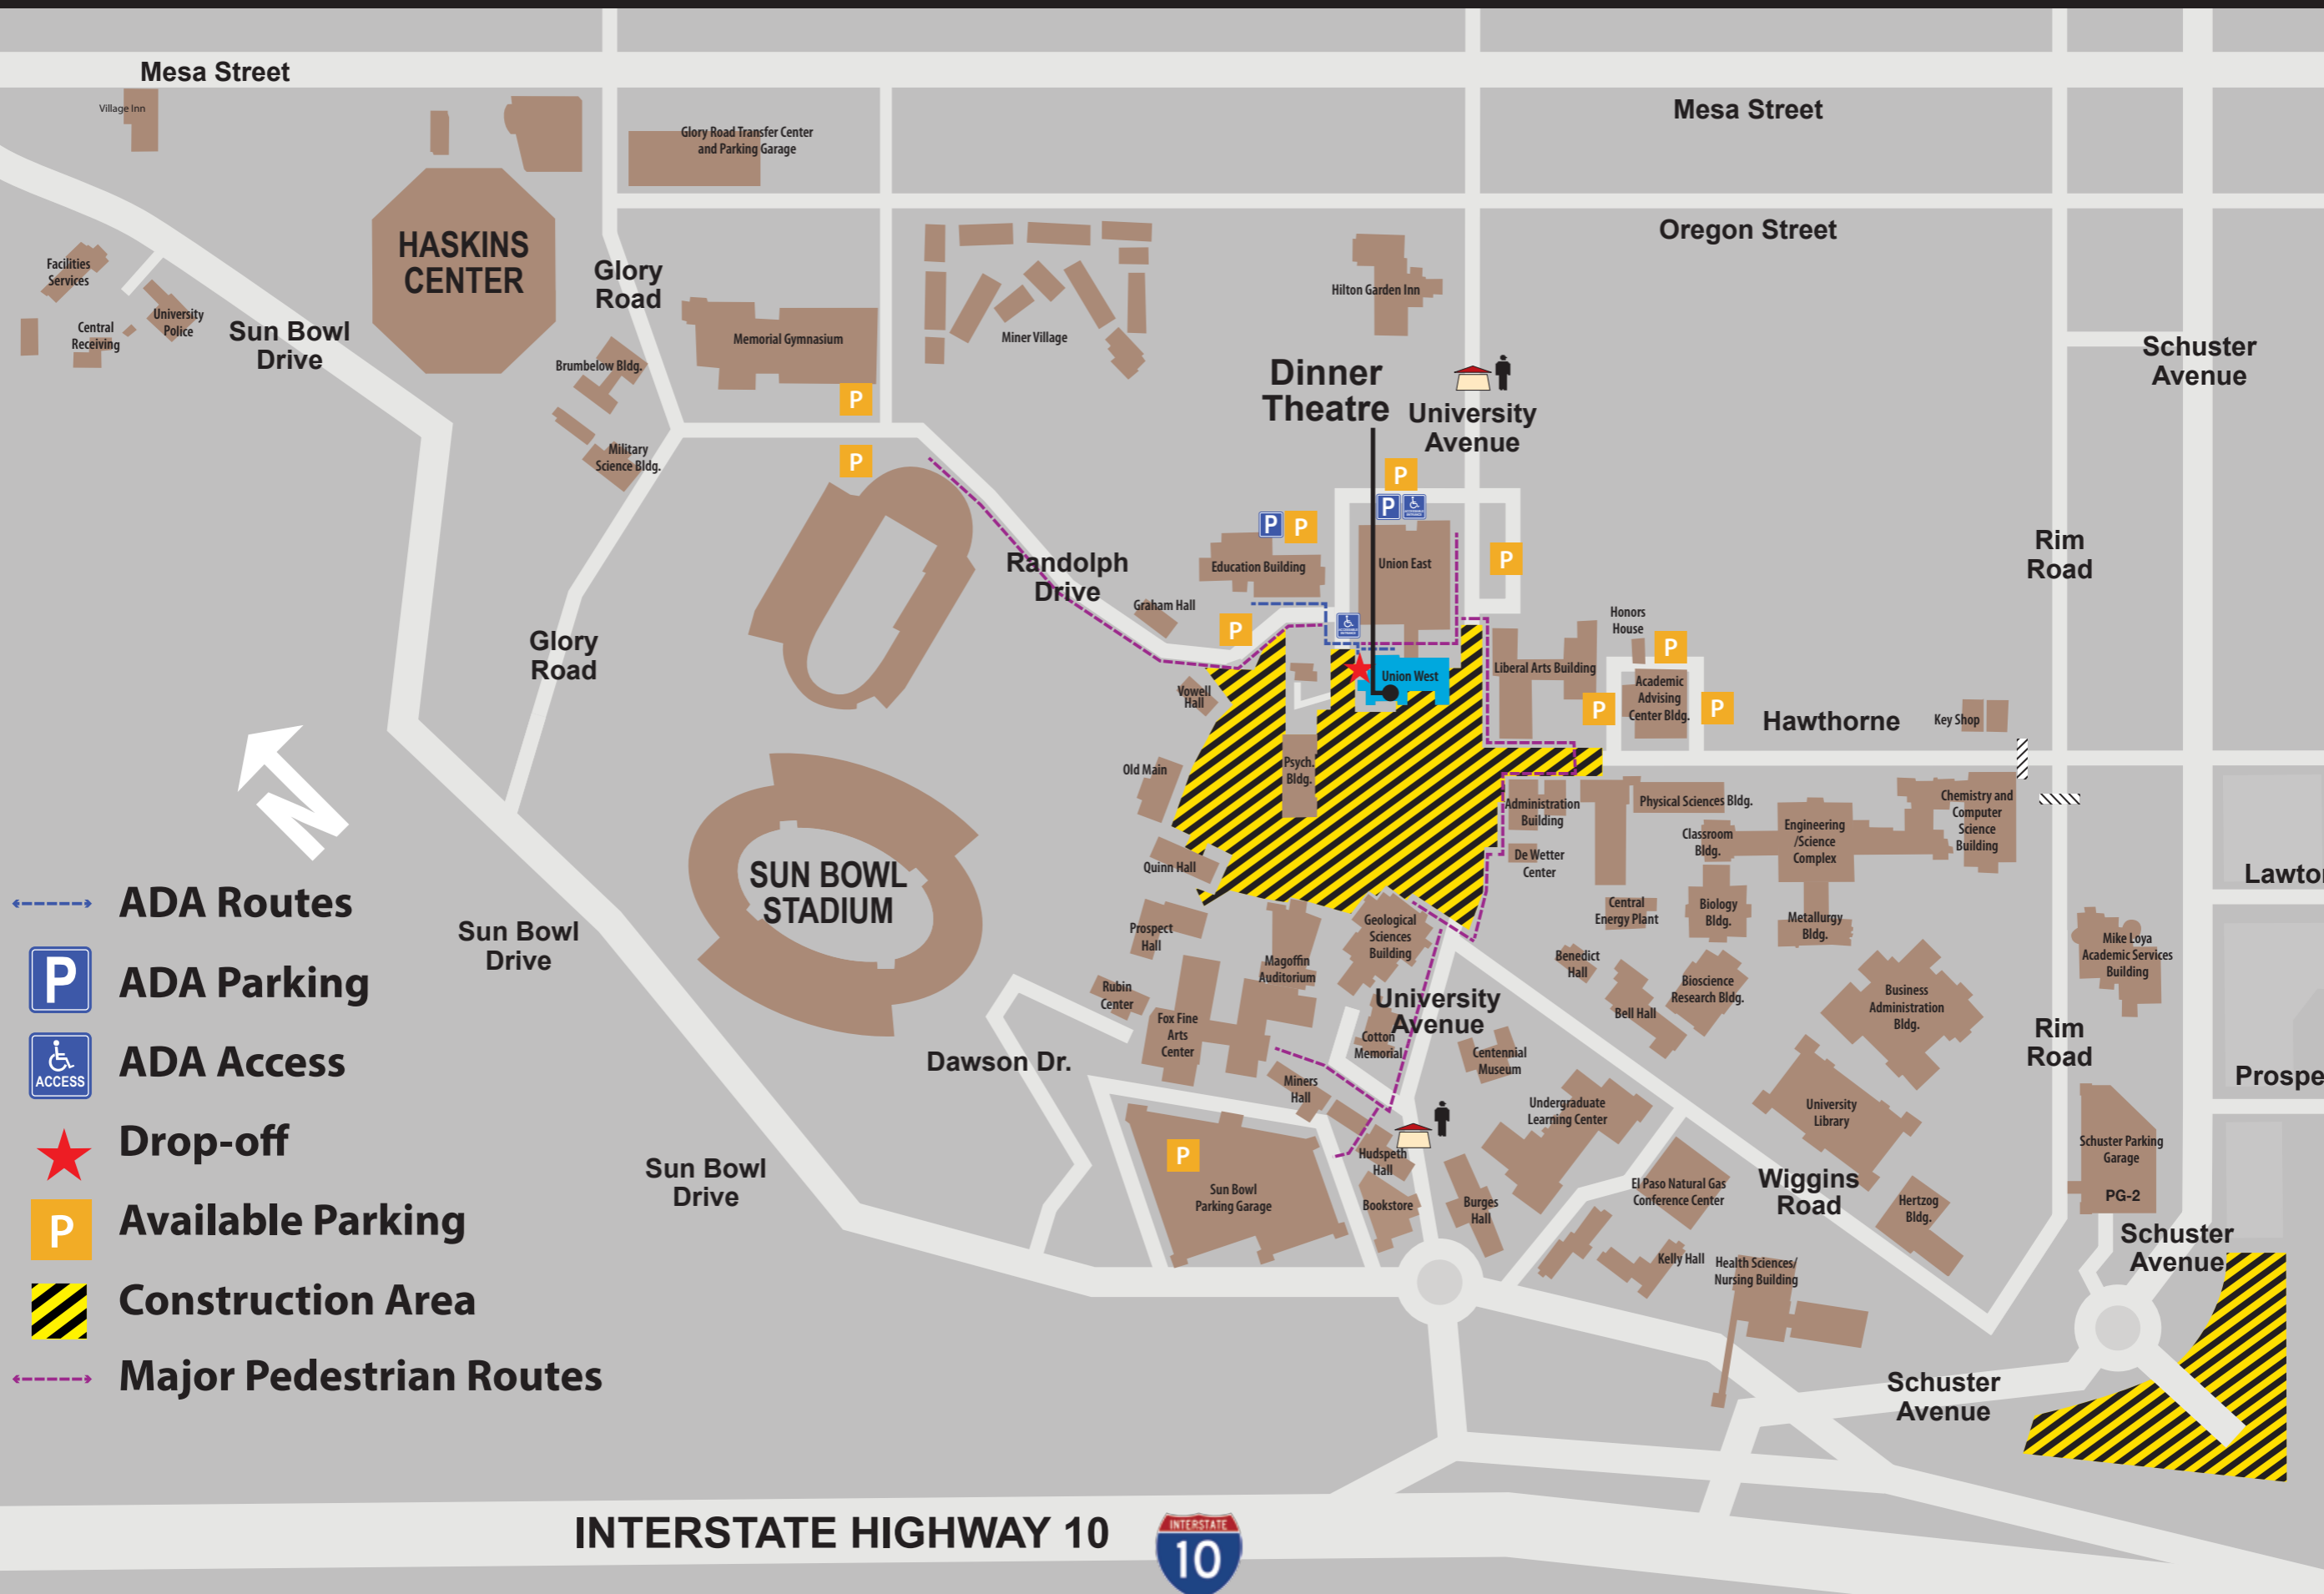 Mesa Street
Mesa Street
Village Inn
Glory Road Transfer Center
and Parking Garage
Oregon Street
HASKINS
CENTER
Glory
Road
Facilities
Services
University
Police
Central
Receiving
Sun Bowl
Drive
Brumbelow Bldg.
Memorial Gymnasium
Miner Village
Hilton Garden Inn
Schuster
Avenue
Dinner
Theatre
University
Avenue
P
P
P
P
Military
Science Bldg.
P
P
Randolph
Drive
Education Building
Union East
P
Rim
Road
Graham Hall
P
Honors
House
P
Glory
Road
Vowell
Hall
Union West
Liberal Arts Building
Academic
Advising
Center Bldg.
P
P
Hawthorne
Key Shop
N
Old Main
Psych.
Bldg.
Administration
Building
Physical Sciences Bldg.
Chemistry and
Computer
Science
Building
Classroom
Bldg.
Engineering
/Science
Complex
Quinn Hall
De Wetter
Center
SUN BOWL
STADIUM
Lawto
ADA Routes
Sun Bowl
Drive
Prospect
Hall
Geological
Sciences
Building
Central
Energy Plant
Biology
Bldg.
Metallurgy
Bldg.
Mike Loya
Academic Services
Building
P
ADA Parking
Magoffin
Auditorium
Benedict
Hall
Bioscience
Research Bldg.
Business
Administration
Bldg.
Rubin
Center
University
Avenue
Bell Hall
Fox Fine
Arts
Center
Cotton
Memorial
Centennial
Museum
Rim
Road
ACCESS
ADA Access
Dawson Dr.
Miners
Hall
Undergraduate
Learning Center
University
Library
Prospe
Drop-off
Sun Bowl
Drive
P
Sun Bowl
Parking Garage
Hudspeth
Hall
Bookstore
Burges
Hall
El Paso Natural Gas
Conference Center
Wiggins
Road
Hertzog
Bldg.
Schuster Parking
Garage
PG-2
P
Available Parking
Schuster
Avenue
Kelly Hall
Health Sciences/
Nursing Building
Construction Area
Major Pedestrian Routes
Schuster
Avenue
INTERSTATE HIGHWAY 10
INTERSTATE
10